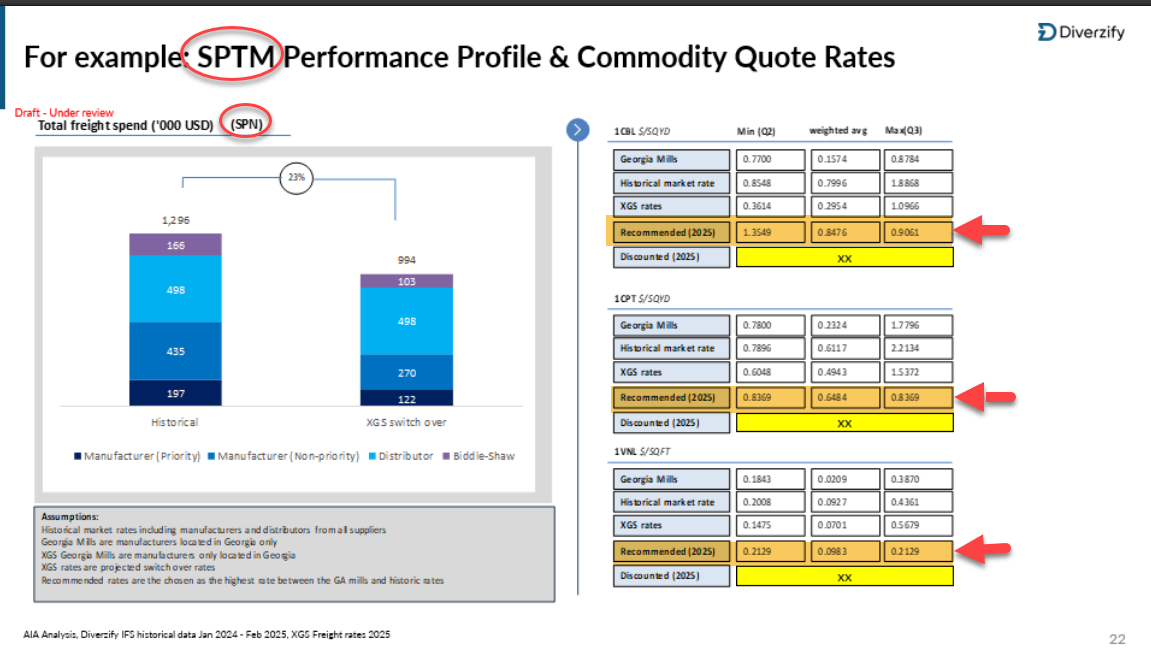 Diverzify
For example: SPTM Performance Profile & Commodity Quote Rates
Draft - Under review
Total freight spend ('000 USD) (SPN)
23%
1,296
166
498
435
197
994
103
498
270
122
Historical XGS switch over
Manufacturer (Priority) Manufacturer (Non-priority) Distributor Biddle-Shaw
Assumptions:
Historical market rates including manufacturers and distributors from all suppliers
Georgia Mills are manufacturers located in Georgia only
XGS Georgia Mills are manufacturers only located in Georgia
XGS rates are projected switch over rates
Recommended rates are the chosen as the highest rate between the GA mills and historic rates
1CBL $/SQYD Min (Q2) weighted avg Max(Q3)
Georgia Mills 0.7700 0.1574 0.8784
Historical market rate 0.8548 0.7996 1.8868
XGS rates 0.3614 0.2954 1.0966
Recommended (2025) 1.3549 0.8476 0.9061
Discounted (2025) XX
1CPT $/SQYD
Georgia Mills 0.7800 0.2324 1.7796
Historical market rate 0.7896 0.6117 2.2134
XGS rates 0.6048 0.4943 1.5372
Recommended (2025) 0.8369 0.6484 0.8369
Discounted (2025) XX
1VNL $/SQFT
Georgia Mills 0.1843 0.0209 0.3870
Historical market rate 0.2008 0.0927 0.4361
XGS rates 0.1475 0.0701 0.5679
Recommended (2025) 0.2129 0.0983 0.2129
Discounted (2025) XX
AIA Analysis, Diverzify IFS historical data Jan 2024 - Feb 2025, XGS Freight rates 2025
22